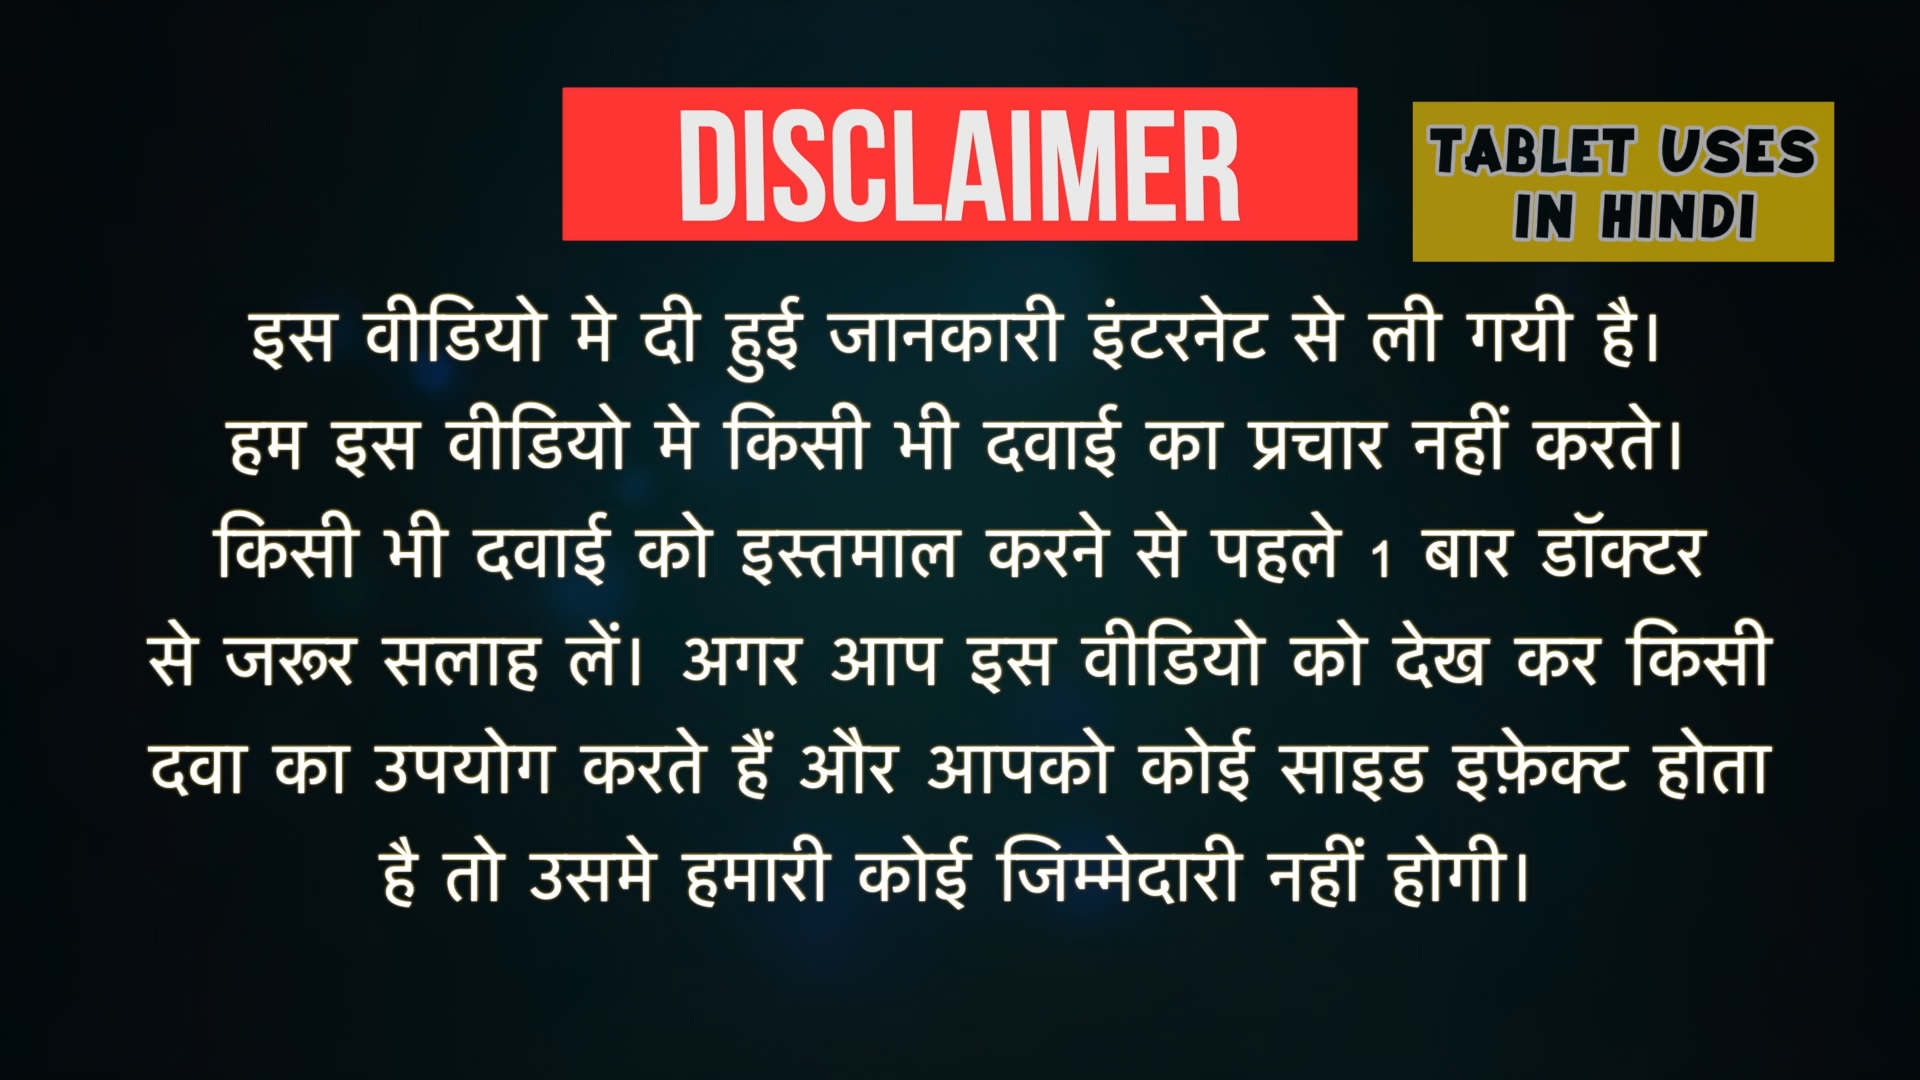 DISCLAIMER
TABLET USES
IN HINDI
इस वीडियो मे दी हुई जानकारी इंटरनेट से ली गयी है।
हम इस वीडियो मे किसी भी दवाई का प्रचार नहीं करते।
किसी भी दवाई को इस्तमाल करने से पहले 1 बार डॉक्टर
से जरूर सलाह लें। अगर आप इस वीडियो को देख कर किसी
दवा का उपयोग करते हैं और आपको कोई साइड इफ़ेक्ट होता
है तो उसमे हमारी कोई जिम्मेदारी नहीं होगी।